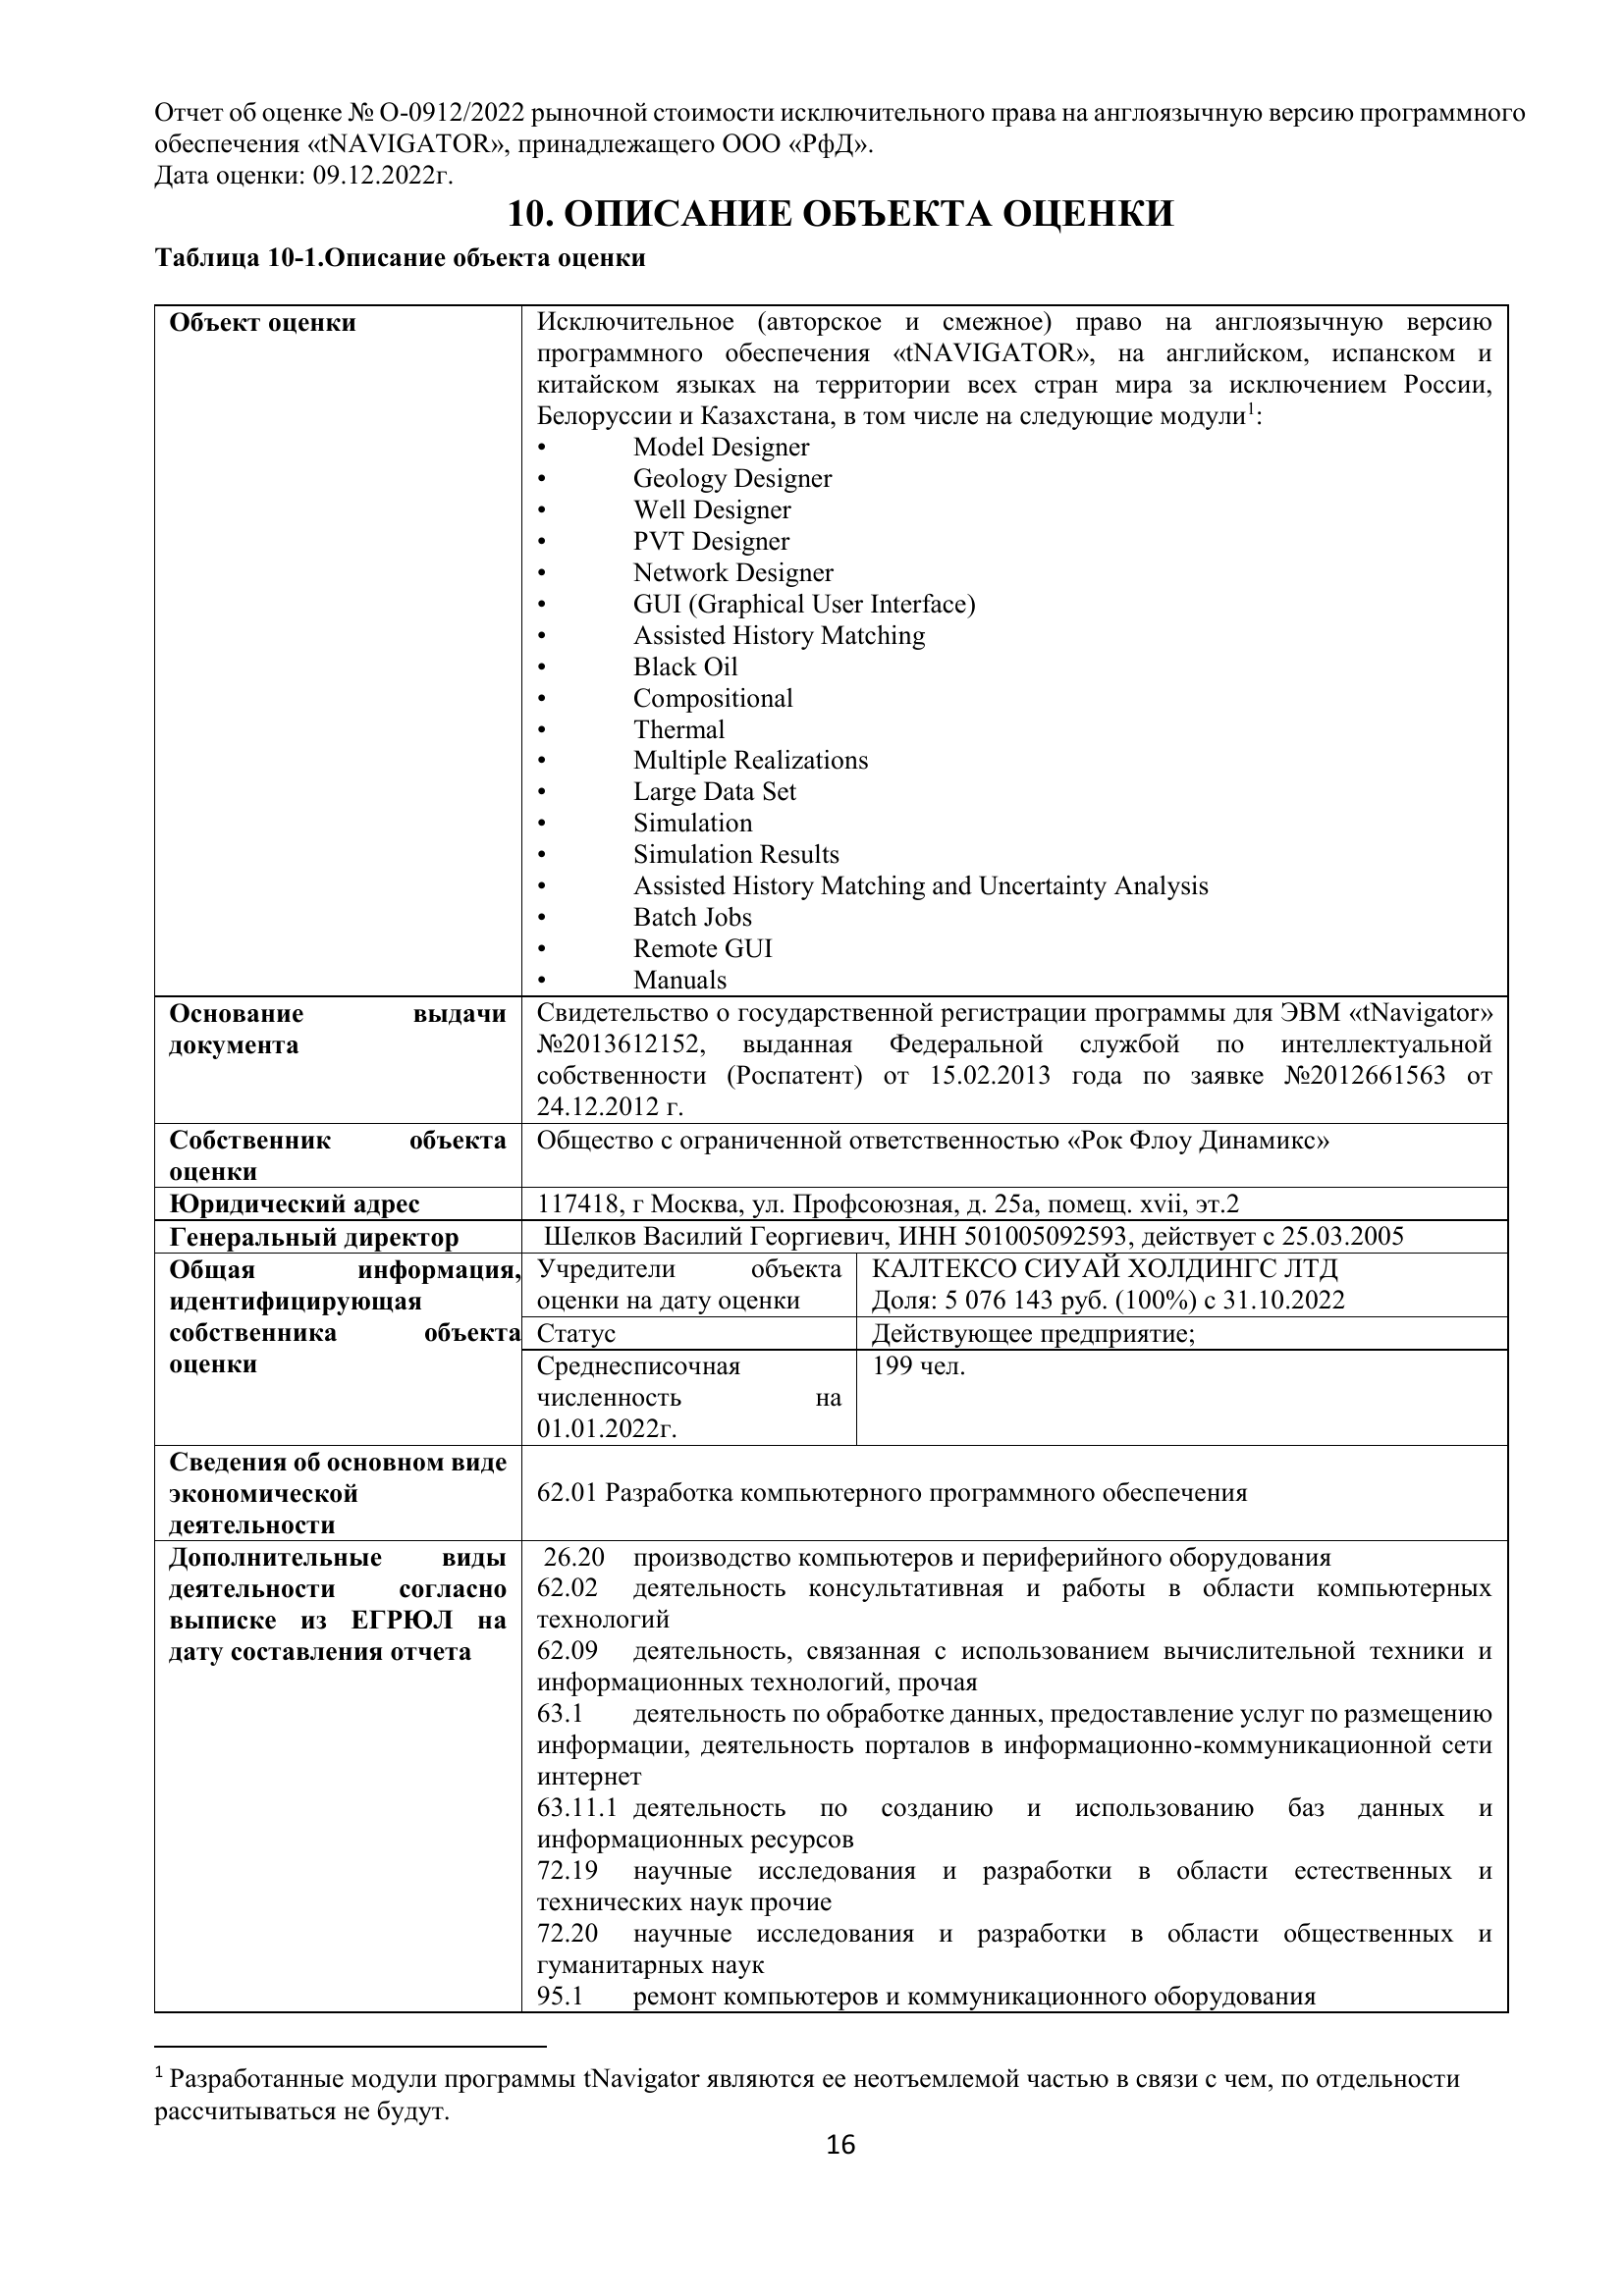 Отчет об оценке № О-0912/2022 рыночной стоимости исключительного права на англоязычную версию программного
обеспечения «tNAVIGATOR», принадлежащего ООО «РфД».
Дата оценки: 09.12.2022г.
10. ОПИСАНИЕ ОБЪЕКТА ОЦЕНКИ
Таблица 10-1.Описание объекта оценки
Объект оценки
Исключительное (авторское и смежное) право на англоязычную версию
программного обеспечения «tNAVIGATOR», на английском, испанском и
китайском языках на территории всех стран мира за исключением России,
Белоруссии и Казахстана, в том числе на следующие модули1:
• Model Designer
• Geology Designer
• Well Designer
• PVT Designer
• Network Designer
• GUI (Graphical User Interface)
• Assisted History Matching
• Black Oil
• Compositional
• Thermal
• Multiple Realizations
• Large Data Set
• Simulation
• Simulation Results
• Assisted History Matching and Uncertainty Analysis
• Batch Jobs
• Remote GUI
• Manuals
Основание выдачи
документа
Свидетельство о государственной регистрации программы для ЭВМ «tNavigator»
№2013612152, выданная Федеральной службой по интеллектуальной
собственности (Роспатент) от 15.02.2013 года по заявке №2012661563 от
24.12.2012 г.
Собственник объекта
оценки
Общество с ограниченной ответственностью «Рок Флоу Динамикс»
Юридический адрес
117418, г Москва, ул. Профсоюзная, д. 25а, помещ. xvii, эт.2
Генеральный директор
Шелков Василий Георгиевич, ИНН 501005092593, действует с 25.03.2005
Общая информация,
идентифицирующая
собственника объекта
оценки
Учредители объекта
оценки на дату оценки
КАЛТЕКСО СИУАЙ ХОЛДИНГС ЛТД
Доля: 5 076 143 руб. (100%) с 31.10.2022
Статус
Действующее предприятие;
Среднесписочная
численность на
01.01.2022г.
199 чел.
Сведения об основном виде
экономической
деятельности
62.01 Разработка компьютерного программного обеспечения
Дополнительные виды
деятельности согласно
выписке из ЕГРЮЛ на
дату составления отчета
26.20 производство компьютеров и периферийного оборудования
62.02 деятельность консультативная и работы в области компьютерных
технологий
62.09 деятельность, связанная с использованием вычислительной техники и
информационных технологий, прочая
63.1 деятельность по обработке данных, предоставление услуг по размещению
информации, деятельность порталов в информационно-коммуникационной сети
интернет
63.11.1 деятельность по созданию и использованию баз данных и
информационных ресурсов
72.19 научные исследования и разработки в области естественных и
технических наук прочие
72.20 научные исследования и разработки в области общественных и
гуманитарных наук
95.1 ремонт компьютеров и коммуникационного оборудования
1 Разработанные модули программы tNavigator являются ее неотъемлемой частью в связи с чем, по отдельности
рассчитываться не будут.
16